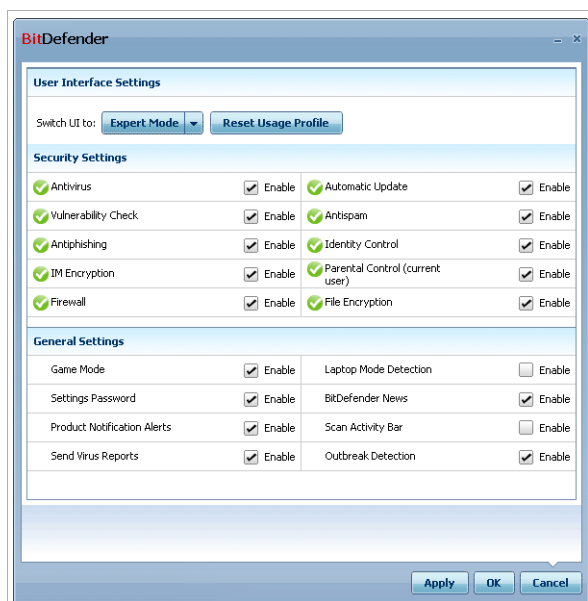 BitDefender
User Interface Settings
Switch UI to: Expert Mode Reset Usage Profile
Security Settings
Antivirus Enable Automatic Update Enable
Vulnerability Check Enable Antispam Enable
Antiphishing Enable Identity Control Enable
IM Encryption Enable Parental Control (current
user) Enable
Firewall Enable File Encryption Enable
General Settings
Game Mode Enable Laptop Mode Detection Enable
Settings Password Enable BitDefender News Enable
Product Notification Alerts Enable Scan Activity Bar Enable
Send Virus Reports Enable Outbreak Detection Enable
Apply OK Cancel